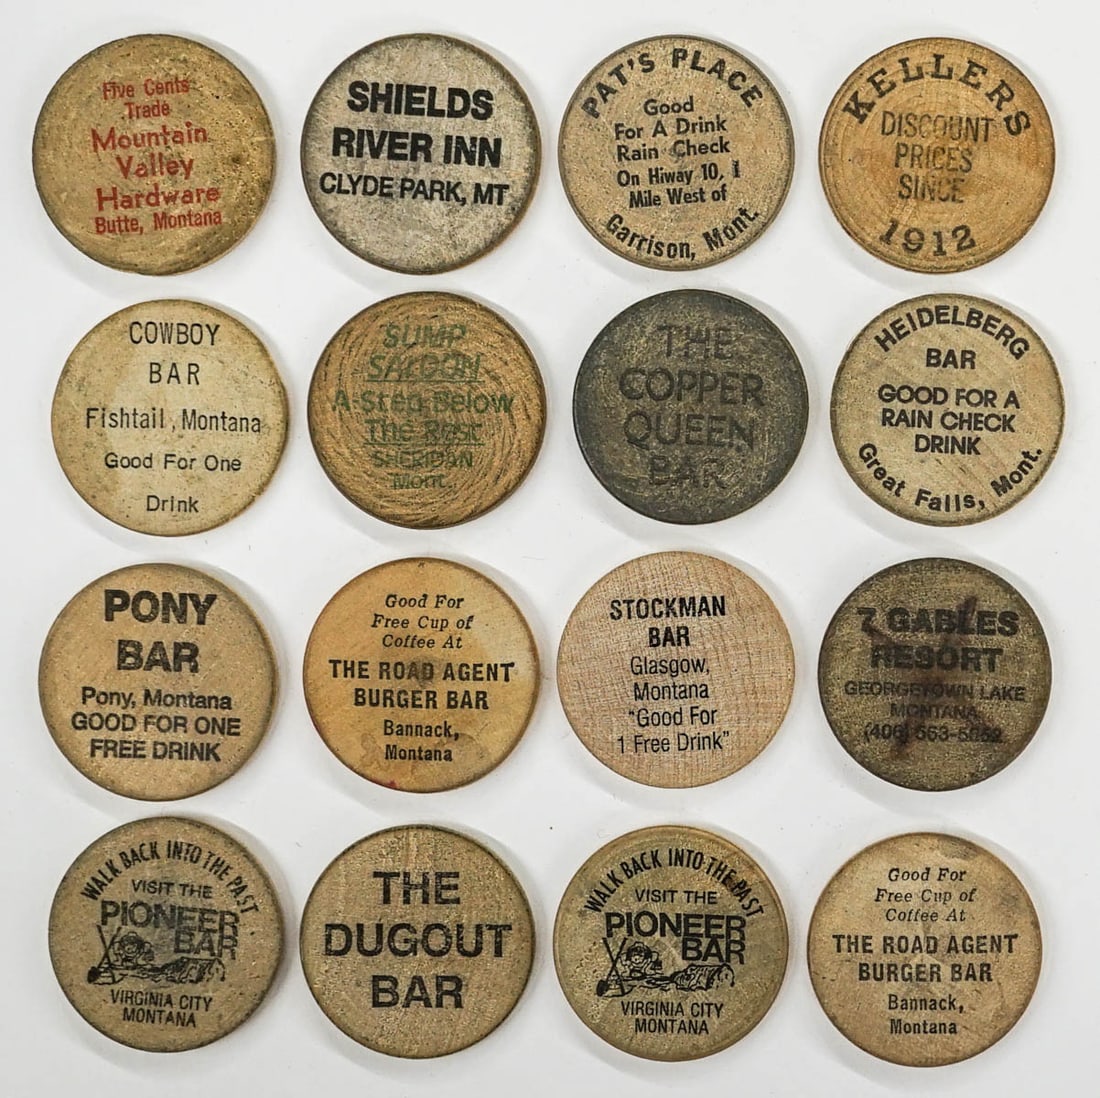 Five Cents
Trade
Mountain
Valley
Hardware
Butte, Montana
SHIELDS
RIVER INN
CLYDE PARK, MT
PAT'S PLACE
Good
For A Drink
Rain Check
On Hiway 10, 1
Mile West of
Garrison, Mont.
KELLERS
DISCOUNT
PRICES
SINCE
1912
COWBOY
BAR
Fishtail, Montana
Good For One
Drink
SUMP
SALOON
A Step Below
The Rest
SHERIDAN
Mont.
THE
COPPER
QUEEN
BAR
HEIDELBERG
BAR
GOOD FOR A
RAIN CHECK
DRINK
Great Falls, Mont.
PONY
BAR
Pony, Montana
GOOD FOR ONE
FREE DRINK
Good For
Free Cup of
Coffee At
THE ROAD AGENT
BURGER BAR
Bannack,
Montana
STOCKMAN
BAR
Glasgow,
Montana
"Good For
1 Free Drink"
7 GABLES
RESORT
GEORGETOWN LAKE
MONTANA
(406) 563-5052
WALK BACK INTO THE PAST
VISIT THE
PIONEER
BAR
VIRGINIA CITY
MONTANA
THE
DUGOUT
BAR
WALK BACK INTO THE PAST
VISIT THE
PIONEER
BAR
VIRGINIA CITY
MONTANA
Good For
Free Cup of
Coffee At
THE ROAD AGENT
BURGER BAR
Bannack,
Montana